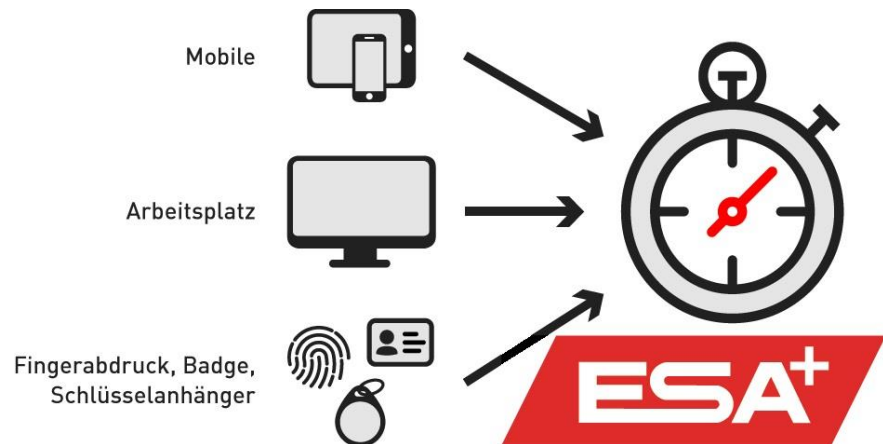 Mobile
Arbeitsplatz
Fingerabdruck, Badge,
Schlüsselanhänger
ESA+